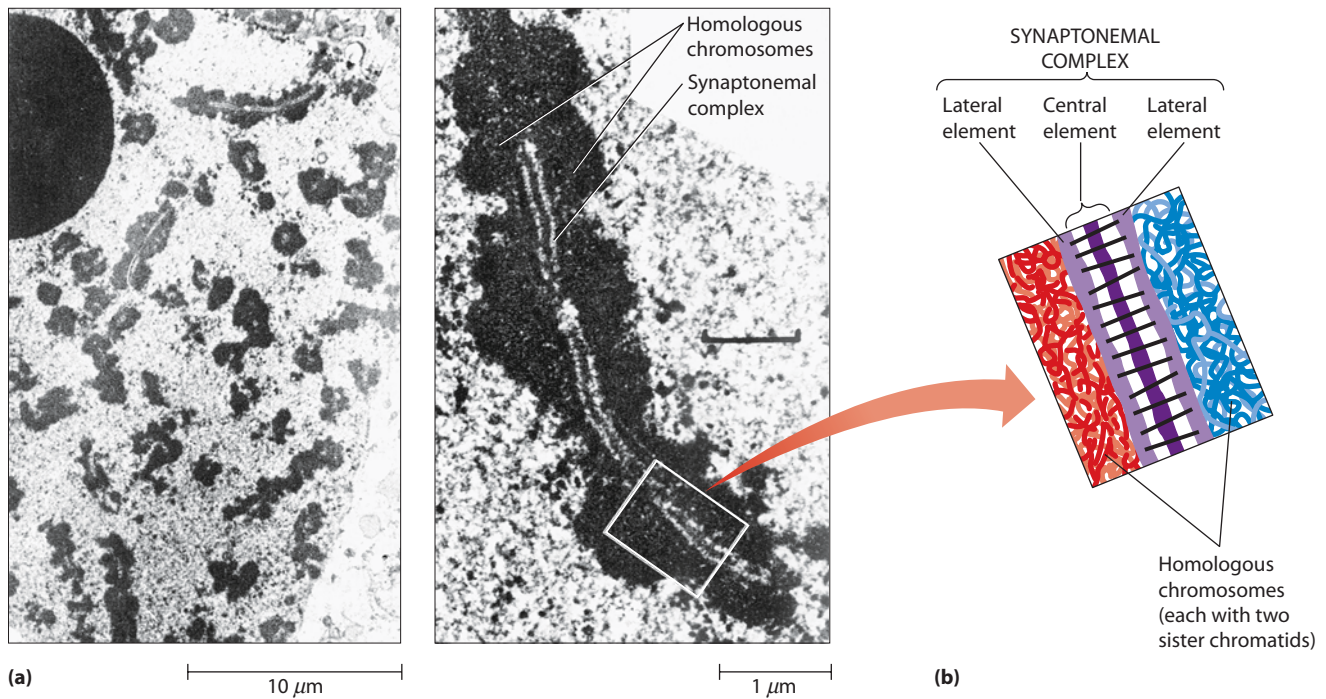 Homologous
chromosomes
Synaptonemal
complex
SYNAPTONEMAL
COMPLEX
Lateral
element
Central
element
Lateral
element
Homologous
chromosomes
(each with two
sister chromatids)
(a)
10 μm
1 μm
(b)